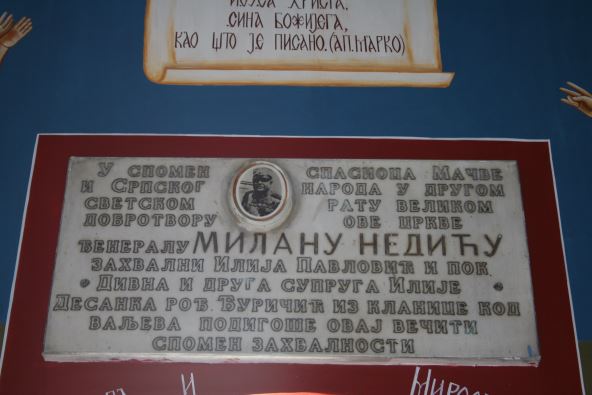 ИСУСА ХРИСТА,
СИНА БОЖИЈЕГА,
КАО ШТО ЈЕ ПИСАНО.(АП.МАРКО)
У СПОМЕН СПАСИОЦА МАЧВЕ
И СРПСКОГ НАРОДА У ДРУГОМ
СВЕТСКОМ РАТУ ВЕЛИКОМ
ДОБРОТВОРУ ОВЕ ЦРКВЕ
ЂЕНЕРАЛУ МИЛАНУ НЕДИЋУ
ЗАХВАЛНИ ИЛИЈА ПАВЛОВИЋ И ПОК.
ДИВНА И ДРУГА СУПРУГА ИЛИЈЕ
ДЕСАНКА РОЂ. ЂУРИЧИЋ ИЗ КЛАНИЦЕ КОД
ВАЉЕВА ПОДИГОШЕ ОВАЈ ВЕЧИТИ
СПОМЕН ЗАХВАЛНОСТИ
И